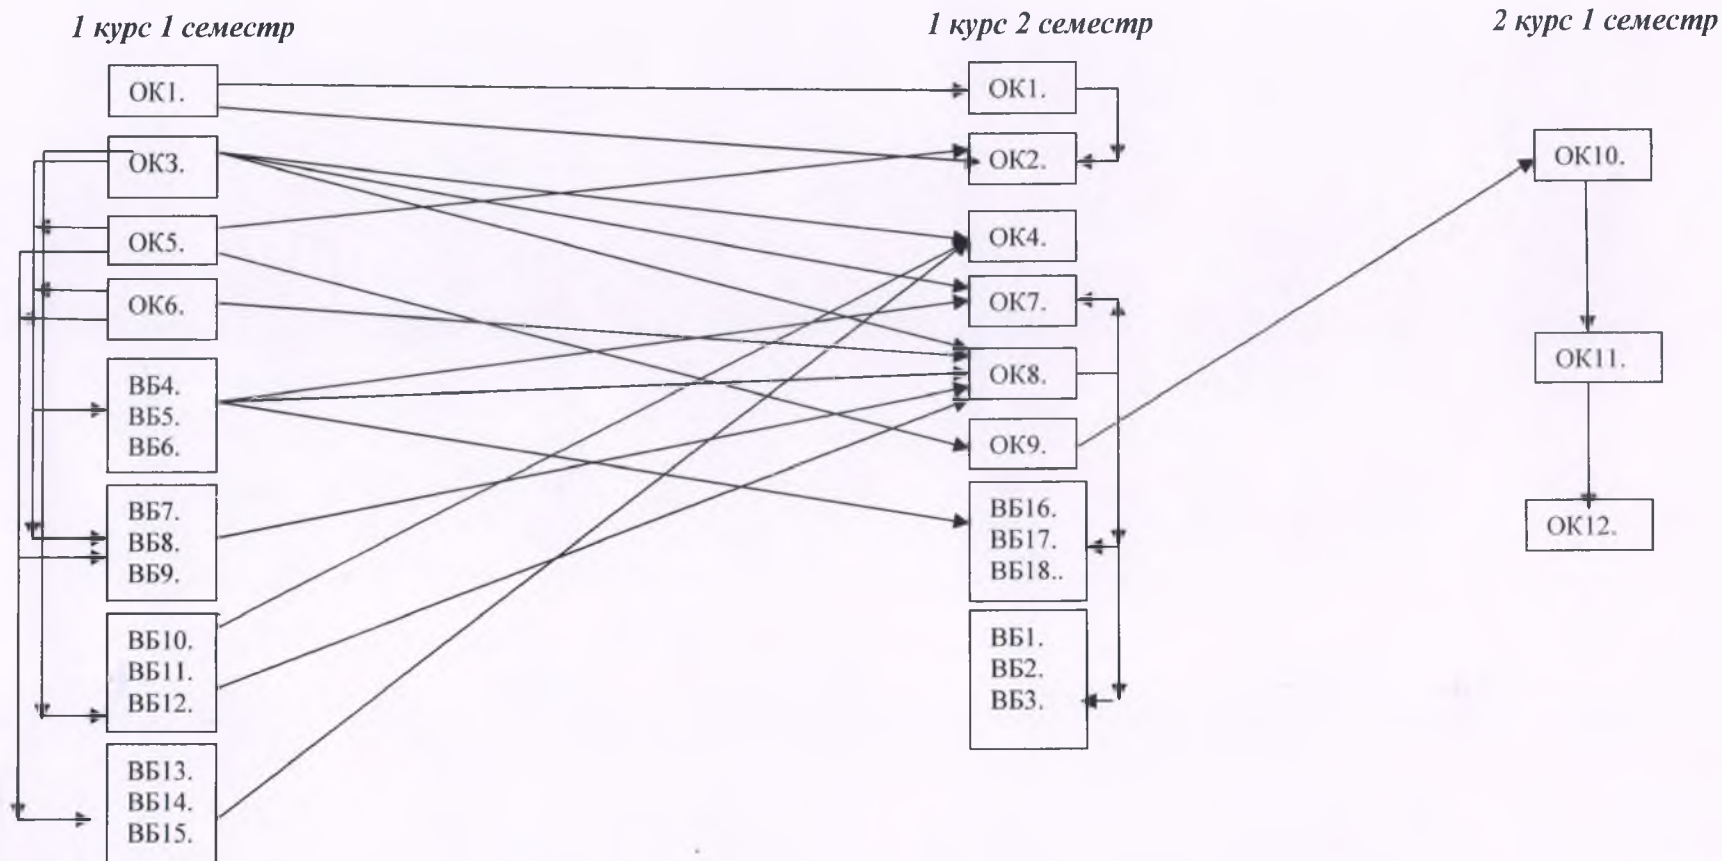 1 курс 1 семестр
1 курс 2 семестр
2 курс 1 семестр
ОК1.
ОК3.
ОК5.
ОК6.
ВБ4.
ВБ5.
ВБ6.
ВБ7.
ВБ8.
ВБ9.
ВБ10.
ВБ11.
ВБ12.
ВБ13.
ВБ14.
ВБ15.
ОК1.
ОК2.
ОК4.
ОК7.
ОК8.
ОК9.
ВБ16.
ВБ17.
ВБ18..
ВБ1.
ВБ2.
ВБ3.
ОК10.
ОК11.
ОК12.